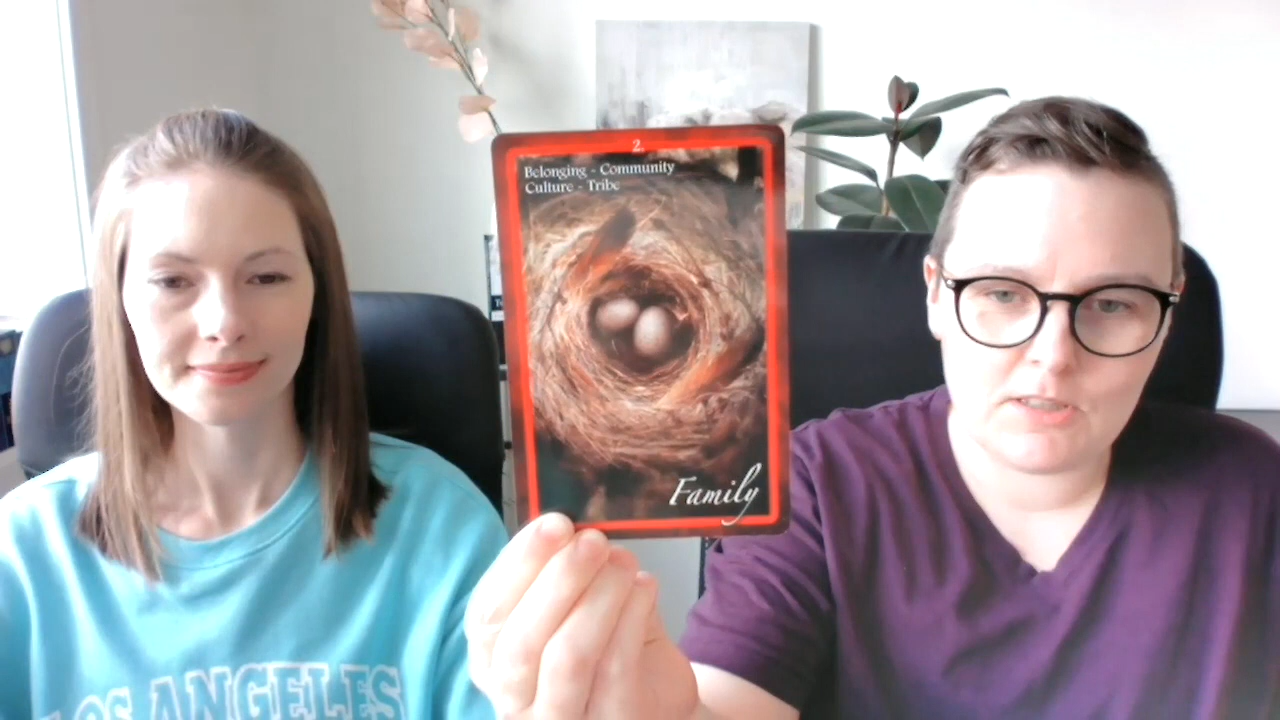 2.
Belonging - Community
Culture - Tribe
Family
LOS ANGELES